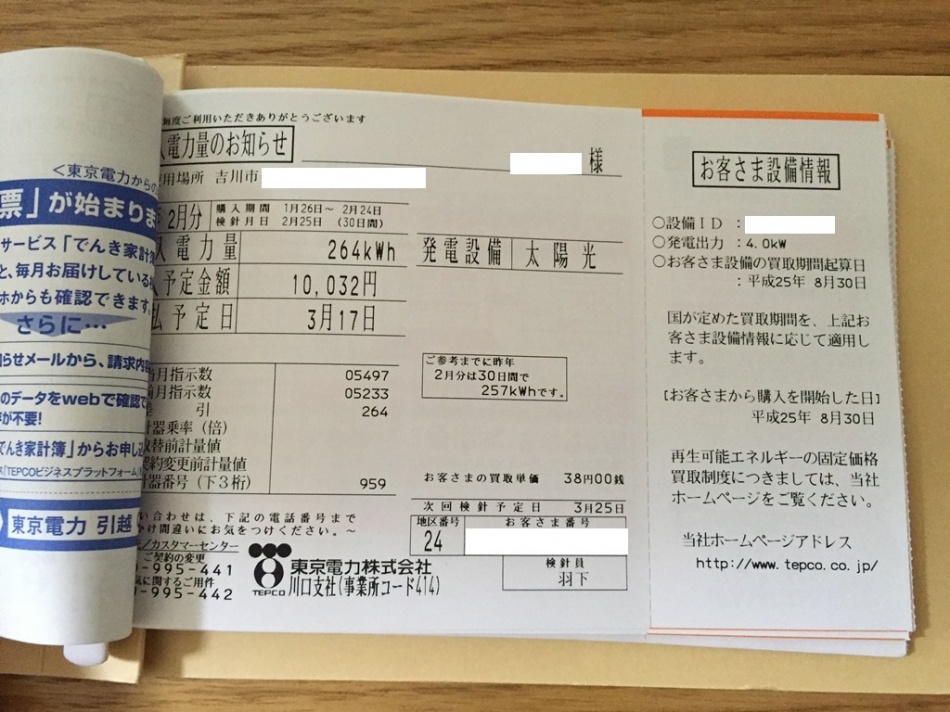 <東京電力からの
票」が始まりま
サービス「でんき家計簿
と、毎月お届けしている
ホからも確認できます。
さらに…
らせメールから、請求内
のデータをwebで確認で
が不要!
でんき家計簿」からお申し込
「TEPCOビジネスプラットフォーム
東京電力 引越
制度ご利用いただきありがとうございます
電力量のお知らせ
様
用場所 吉川市
2月分
購入期間 1月26日~ 2月24日
検針月日 2月25日 (30日間)
入電力量 264kWh
発電設備 太陽光
予定金額 10,032円
払予定日 3月17日
ご参考までに昨年
2月分は30日間で
257kWhです。
当月指示数 05497
前月指示数 05233
差引 264
計器乗率(倍)
取替前計量値
契約変更前計量値
計器番号(下3桁) 959
お客さまの買取単価 38円00銭
次回検針予定日 3月25日
地区番号 お客さま番号
24
検針員
羽下
い合わせは、下記の電話番号まで
け間違いにお気をつけください。~
/カスタマーセンター
ご契約の変更
-995-441
気に関するご用件
-995-442
TEPCO
東京電力株式会社
川口支社(事業所コード414)
お客さま設備情報
○設備ID :
○発電出力 :4.0kW
○お客さま設備の買取期間起算日
:平成25年 8月30日
国が定めた買取期間を、上記お
客さま設備情報に応じて適用し
ます。
[お客さまから購入を開始した日]
平成25年 8月30日
再生可能エネルギーの固定価格
買取制度につきましては、当社
ホームページをご覧ください。
当社ホームページアドレス
http://www.tepco.co.jp/